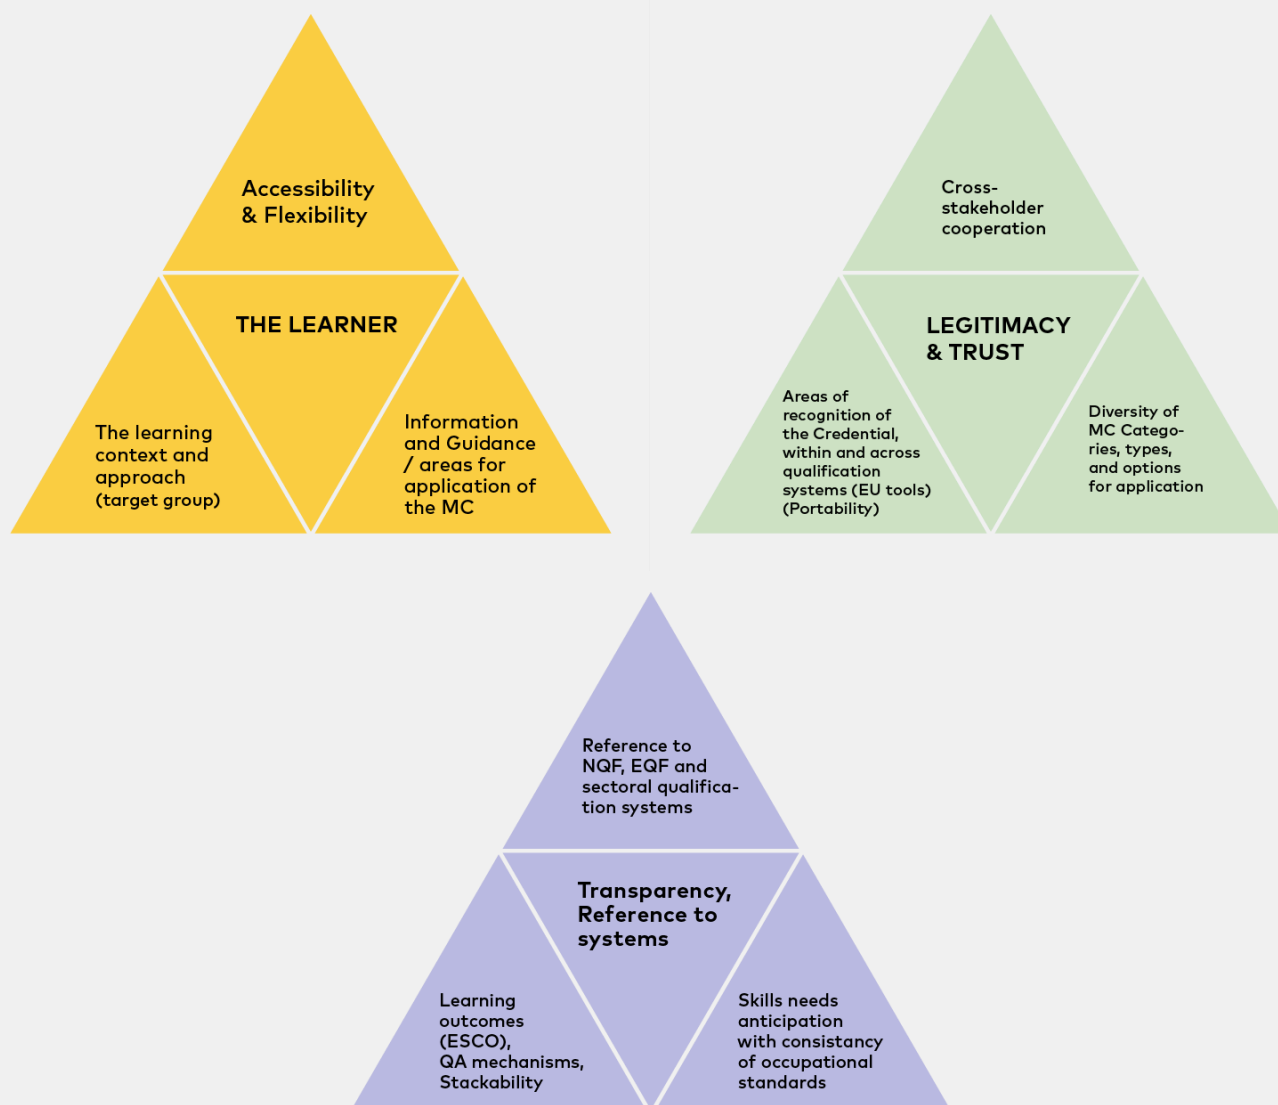 Accessibility
& Flexibility
THE LEARNER
The learning
context and
approach
(target group)
Information
and Guidance
/ areas for
application of
the MC
Cross-
stakeholder
cooperation
LEGITIMACY
& TRUST
Areas of
recognition of
the Credential,
within and across
qualification
systems (EU tools)
(Portability)
Diversity of
MC Catego-
ries, types,
and options
for application
Reference to
NQF, EQF and
sectoral qualifica-
tion systems
Transparency,
Reference to
systems
Learning
outcomes
(ESCO),
QA mechanisms,
Stackability
Skills needs
anticipation
with consistancy
of occupational
standards